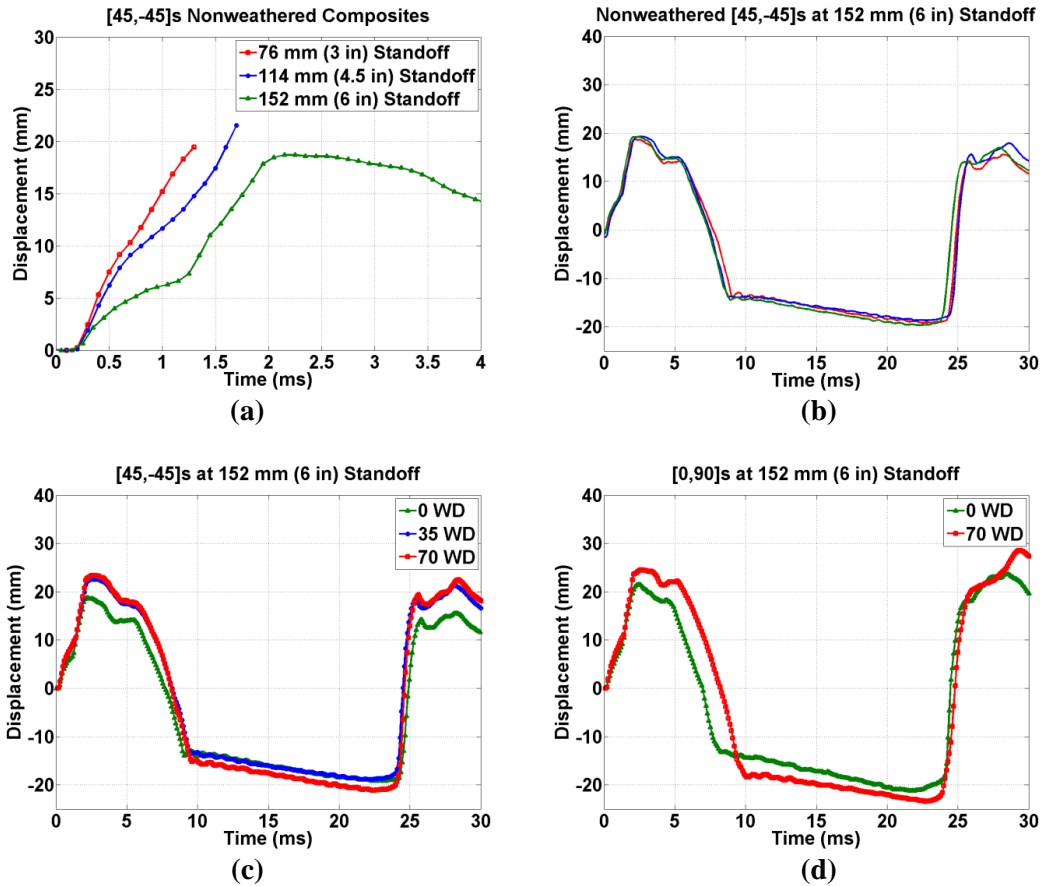 [45,-45]s Nonweathered Composites
30
25
20
15
10
5
0
Displacement (mm)
76 mm (3 in) Standoff
114 mm (4.5 in) Standoff
152 mm (6 in) Standoff
0 0.5 1 1.5 2 2.5 3 3.5 4
Time (ms)
(a)
Nonweathered [45,-45]s at 152 mm (6 in) Standoff
40
30
20
10
0
-10
-20
Displacement (mm)
0 5 10 15 20 25 30
Time (ms)
(b)
[45,-45]s at 152 mm (6 in) Standoff
40
30
20
10
0
-10
-20
Displacement (mm)
0 WD
35 WD
70 WD
0 5 10 15 20 25 30
Time (ms)
(c)
[0,90]s at 152 mm (6 in) Standoff
40
30
20
10
0
-10
-20
Displacement (mm)
0 WD
70 WD
0 5 10 15 20 25 30
Time (ms)
(d)